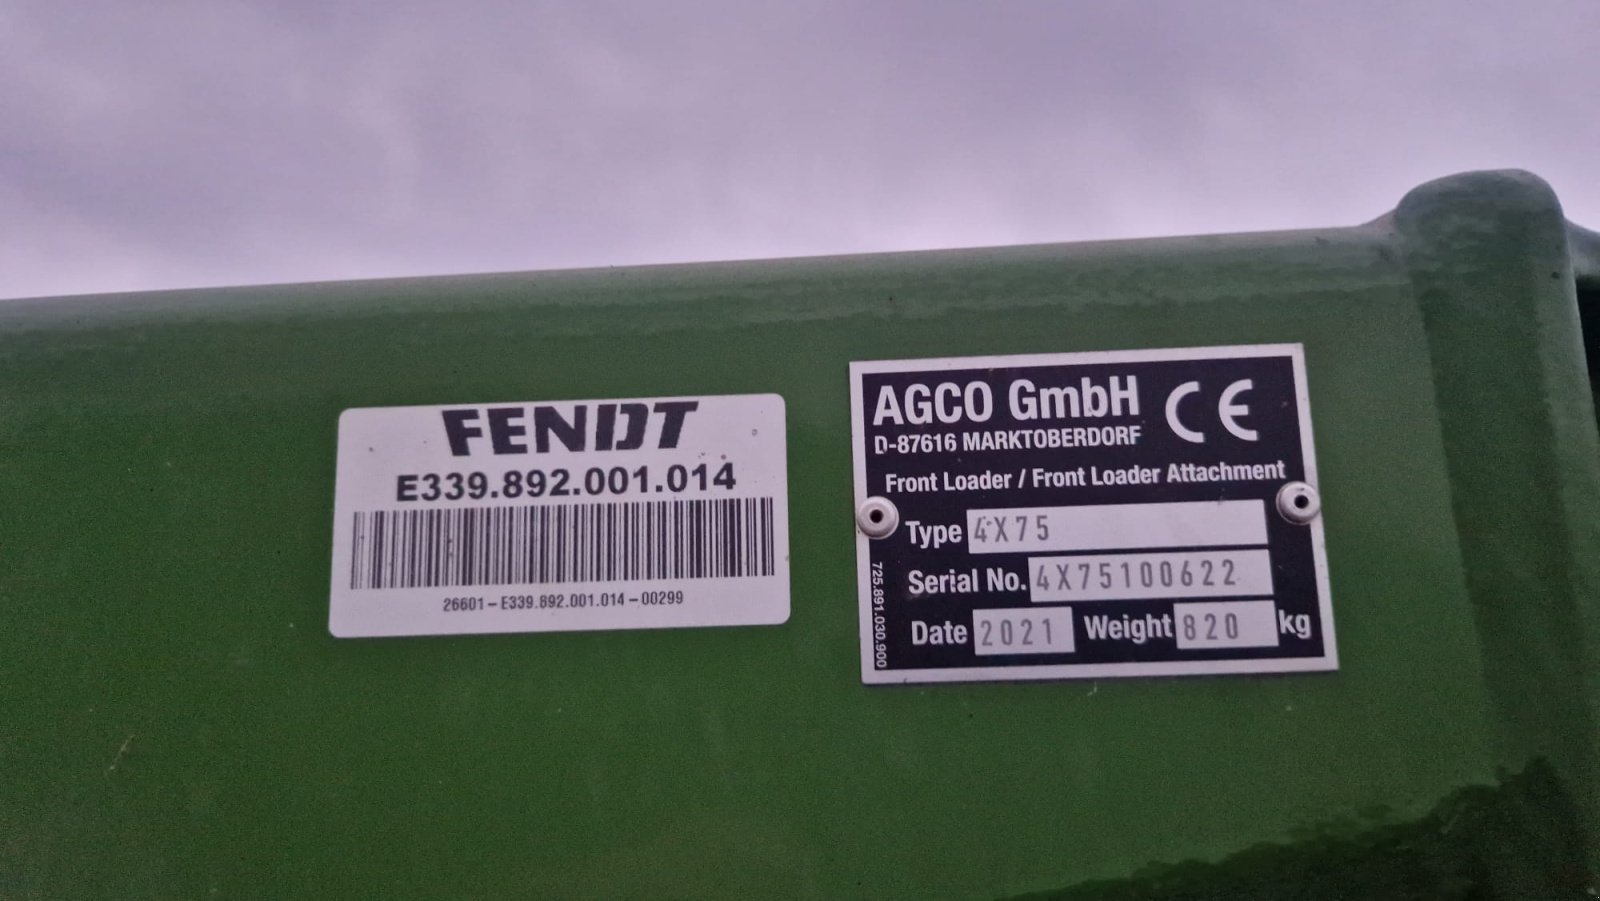 FENDT
E339.892.001.014
26601-E339.892.001.014-00299
AGCO GmbH CE
D-87616 MARKTOBERDORF
Front Loader / Front Loader Attachment
Type 4X75
Serial No. 4X75100622
Date 2021 Weight 820 kg
725.891.030.900